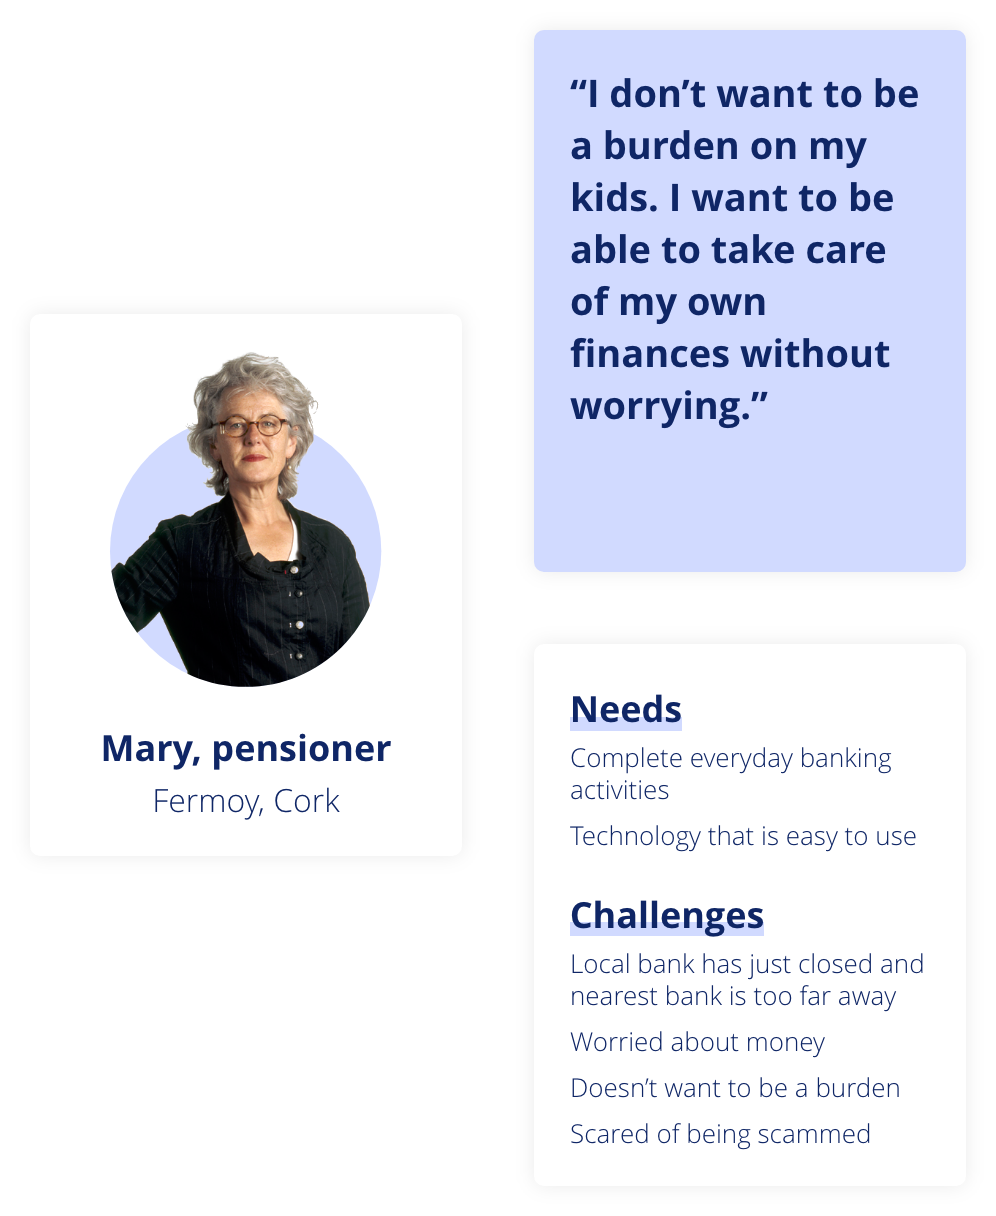 “I don’t want to be
a burden on my
kids. I want to be
able to take care
of my own
finances without
worrying.”
Mary, pensioner
Fermoy, Cork
Needs
Complete everyday banking
activities
Technology that is easy to use
Challenges
Local bank has just closed and
nearest bank is too far away
Worried about money
Doesn’t want to be a burden
Scared of being scammed